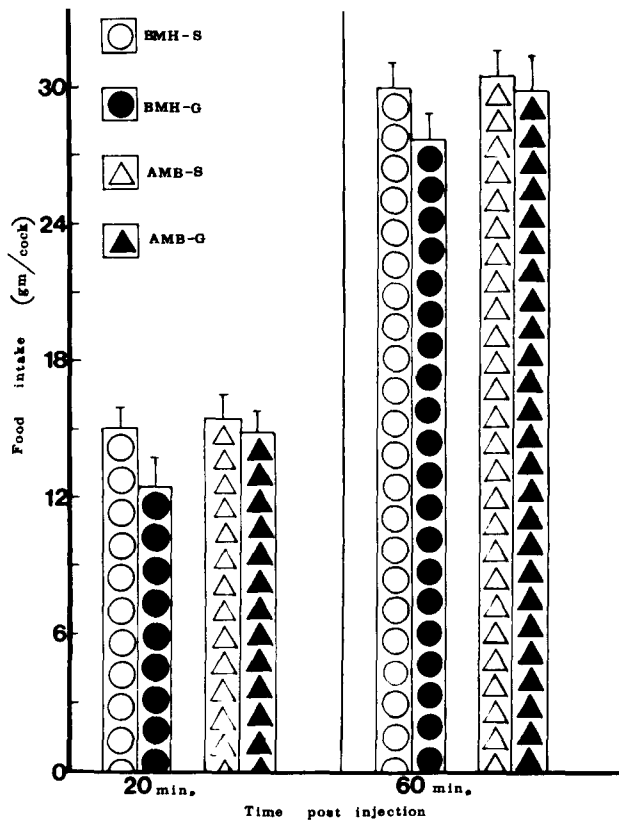 BMH-S
BMH-G
AMB-S
AMB-G
30
24
18
12
6
0
Food intake (gm/cock)
20 min.
60 min.
Time post injection